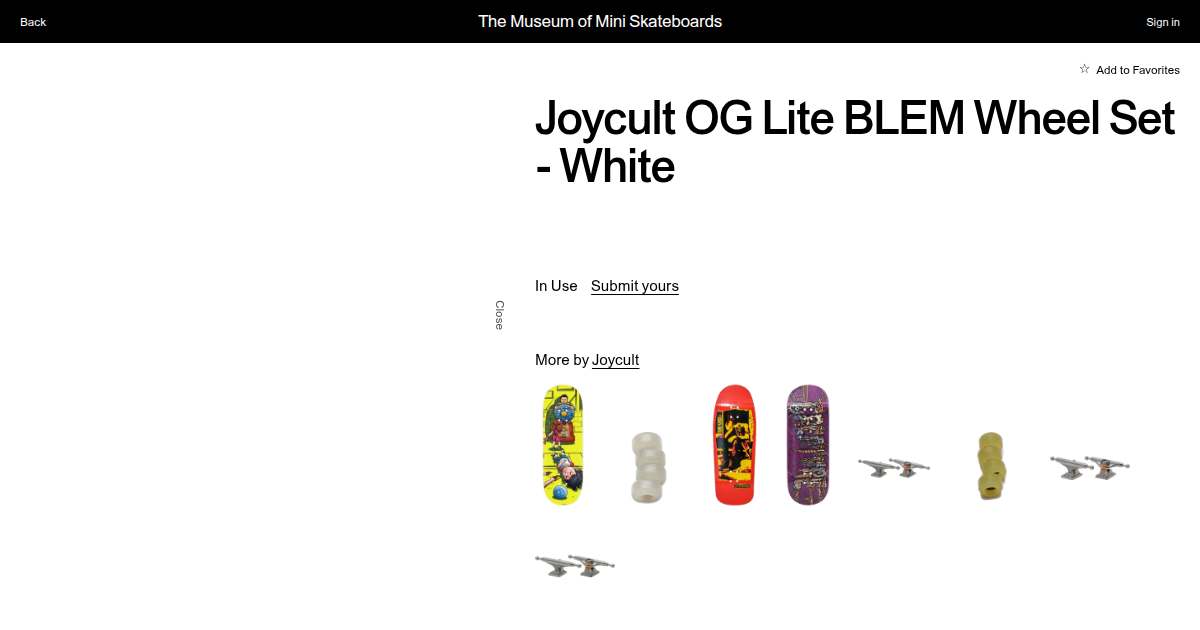 Back
The Museum of Mini Skateboards
Sign in
☆ Add to Favorites
Joycult OG Lite BLEM Wheel Set
- White
In Use Submit yours
Close
More by Joycult